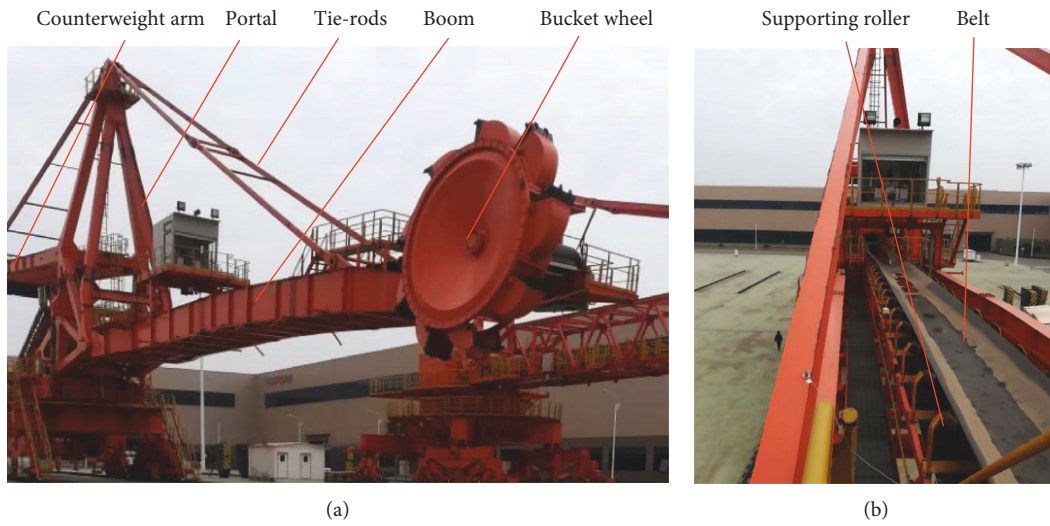 Counterweight arm Portal Tie-rods Boom Bucket wheel
Supporting roller Belt
(a)
(b)